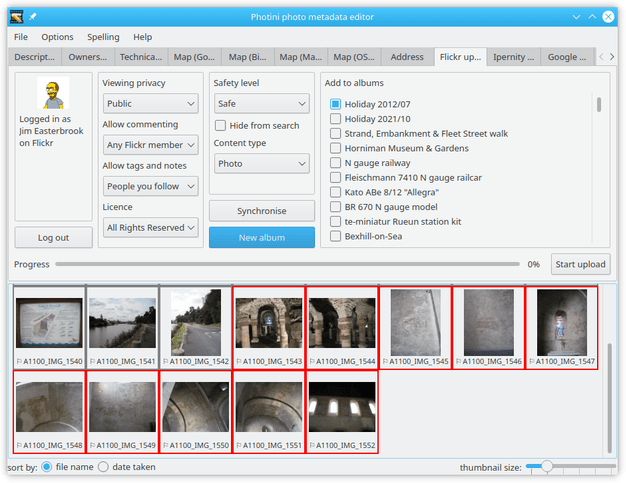 Photini photo metadata editor
File Options Spelling Help
Descript... Owners... Technica... Map (Go... Map (Bi... Map (Ma... Map (OS... Address Flickr up... Ipernity ... Google ...
Logged in as
Jim Easterbrook
on Flickr
Log out
Viewing privacy
Public
Allow commenting
Any Flickr member
Allow tags and notes
People you follow
Licence
All Rights Reserved
Safety level
Safe
Hide from search
Content type
Photo
Synchronise
New album
Add to albums
Holiday 2012/07
Holiday 2021/10
Strand, Embankment & Fleet Street walk
Horniman Museum & Gardens
N gauge railway
Fleischmann 7410 N gauge railcar
Kato ABe 8/12 "Allegra"
BR 670 N gauge model
te-miniatur Rueun station kit
Bexhill-on-Sea
Progress 0% Start upload
A1100_IMG_1540 A1100_IMG_1541 A1100_IMG_1542 A1100_IMG_1543 A1100_IMG_1544 A1100_IMG_1545 A1100_IMG_1546 A1100_IMG_1547
A1100_IMG_1548 A1100_IMG_1549 A1100_IMG_1550 A1100_IMG_1551 A1100_IMG_1552
sort by: file name date taken thumbnail size: